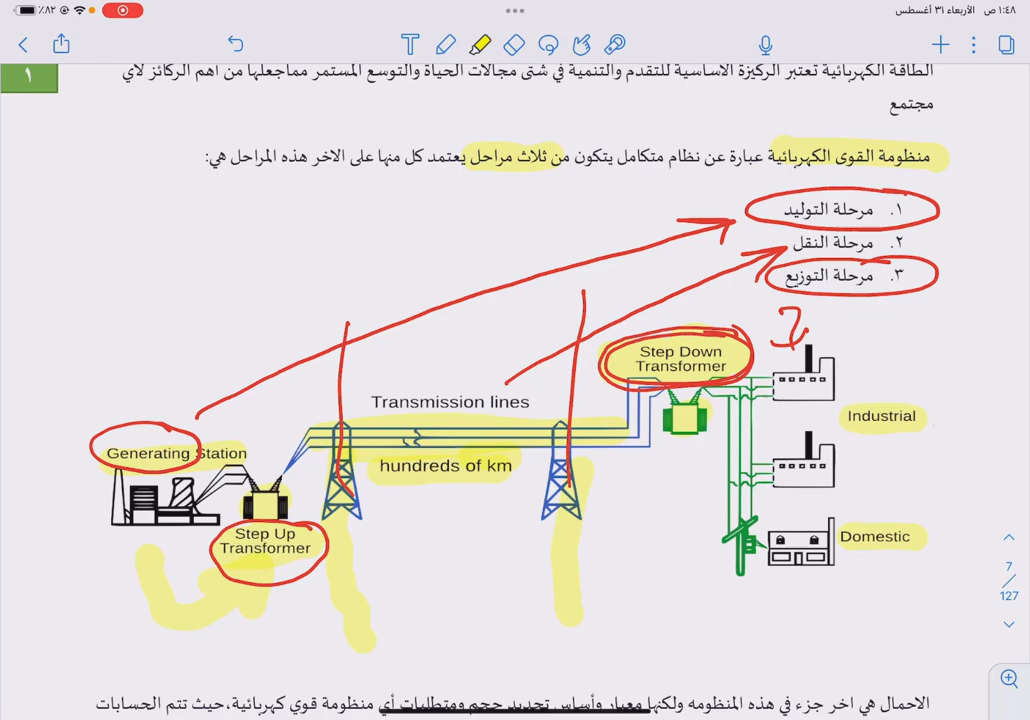 ١:٤٨ ص الأربعاء ٣١ أغسطس
٨٢٪
١
الطاقة الكهربائية تعتبر الركيزة الاساسية للتقدم والتنمية في شتى مجالات الحياة والتوسع المستمر مماجعلها من اهم الركائز لاي
مجتمع
منظومة القوى الكهربائية عبارة عن نظام متكامل يتكون من ثلاث مراحل يعتمد كل منها على الاخر هذه المراحل هي:
١. مرحلة التوليد
٢. مرحلة النقل
٣. مرحلة التوزيع
Step Down
Transformer
Transmission lines
Industrial
Generating Station
hundreds of km
Step Up
Transformer
Domestic
7
/
127
الاحمال هي اخر جزء في هذه المنظومه ولكنها معيار وأساس تحديد حجم ومتطلبات أي منظومة قوي كهربائية،حيث تتم الحسابات